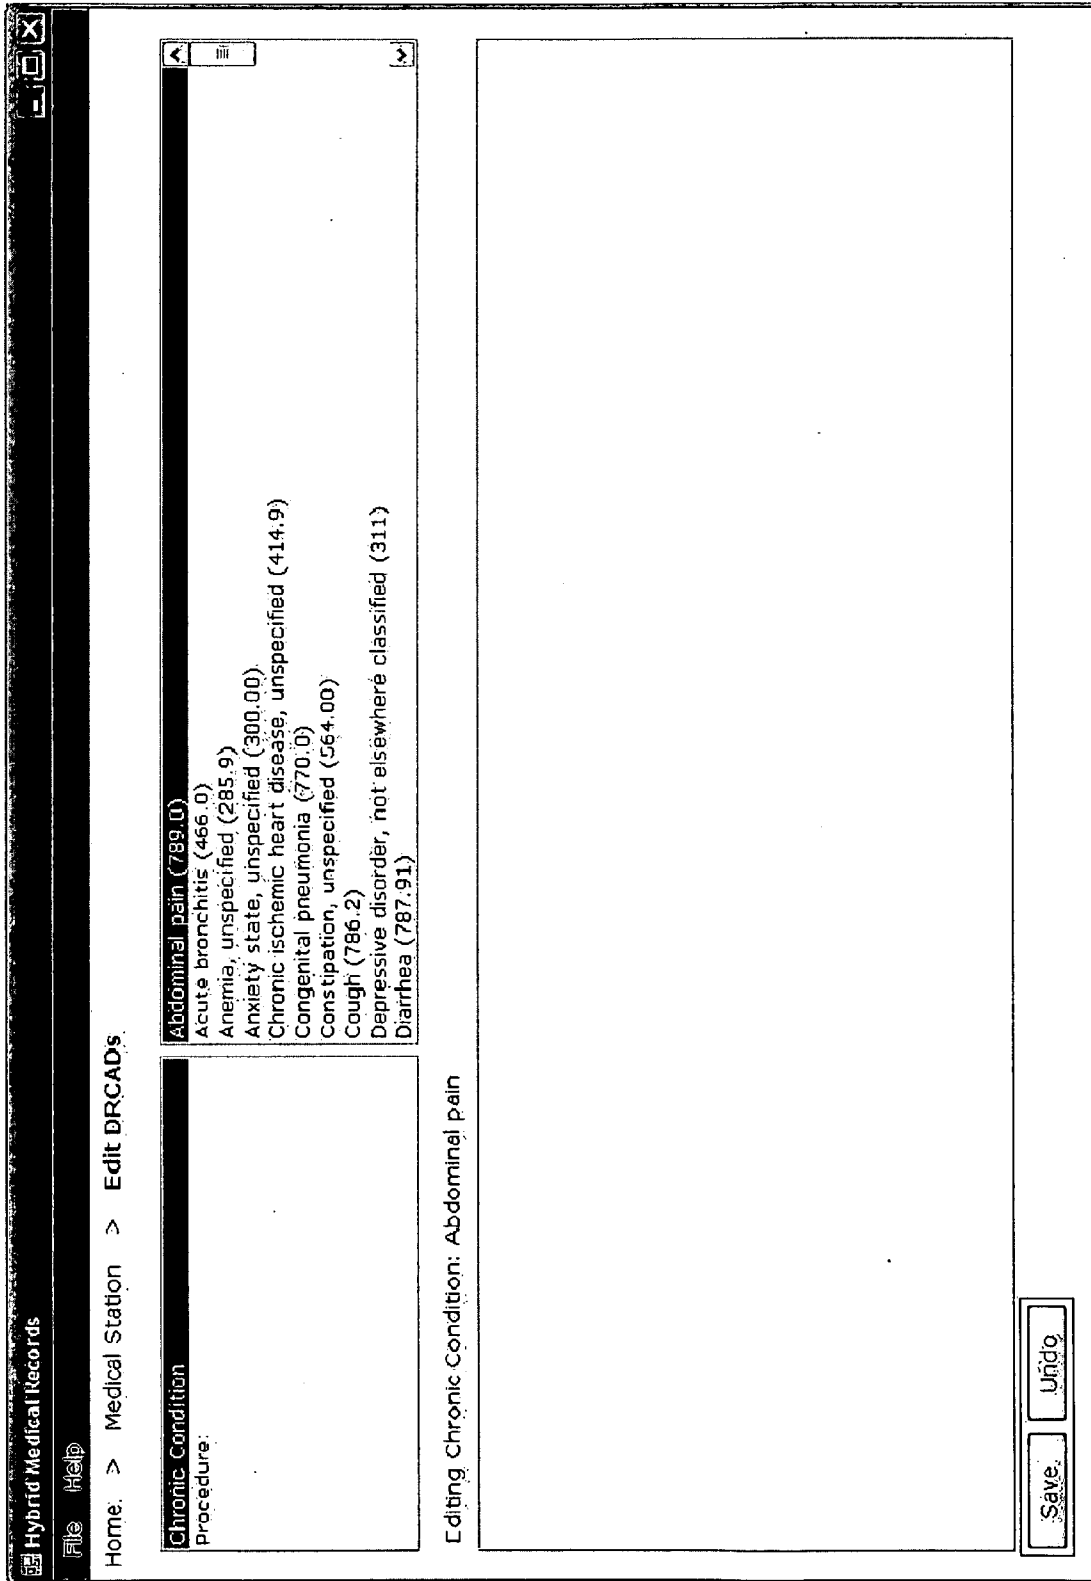 Hybrid Medical Records
File Help
Home: > Medical Station > Edit DRCADs
Chronic Condition
Procedure:
Abdominal pain (789.0)
Acute bronchitis (466.0)
Anemia, unspecified (285.9)
Anxiety state, unspecified (300.00)
Chronic ischemic heart disease, unspecified (414.9)
Congenital pneumonia (770.0)
Constipation, unspecified (564.00)
Cough (786.2)
Depressive disorder, not elsewhere classified (311)
Diarrhea (787.91)
Editing Chronic Condition: Abdominal pain
Save Undo